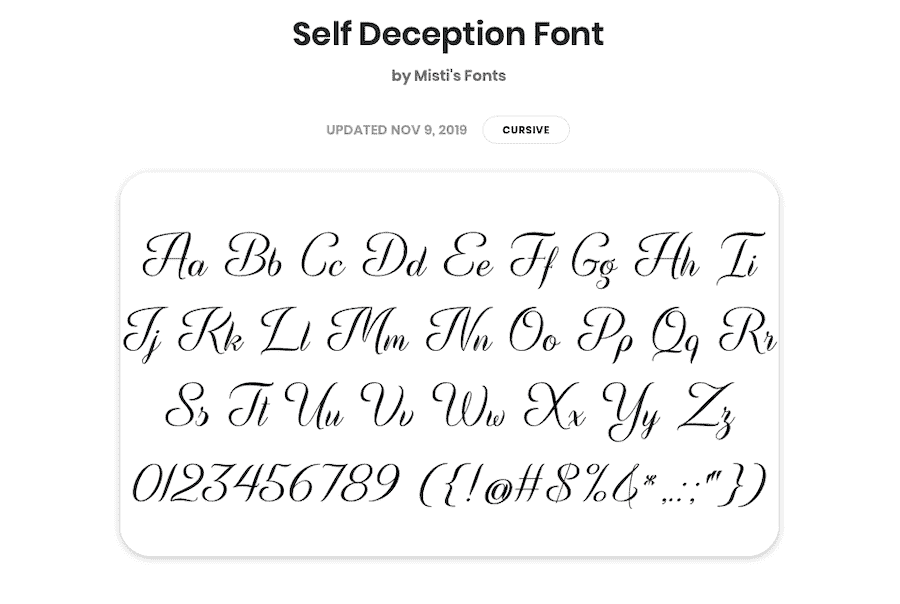 Self Deception Font
by Misti's Fonts
UPDATED NOV 9, 2019 CURSIVE
Aa Bb Cc Dd Ee Ff Gg Hh Ii
Jj Kk Ll Mm Nn Oo Pp Qq Rr
Ss Tt Uu Vv Ww Xx Yy Zz
0123456789 ({!@#$%&*,.:;"})